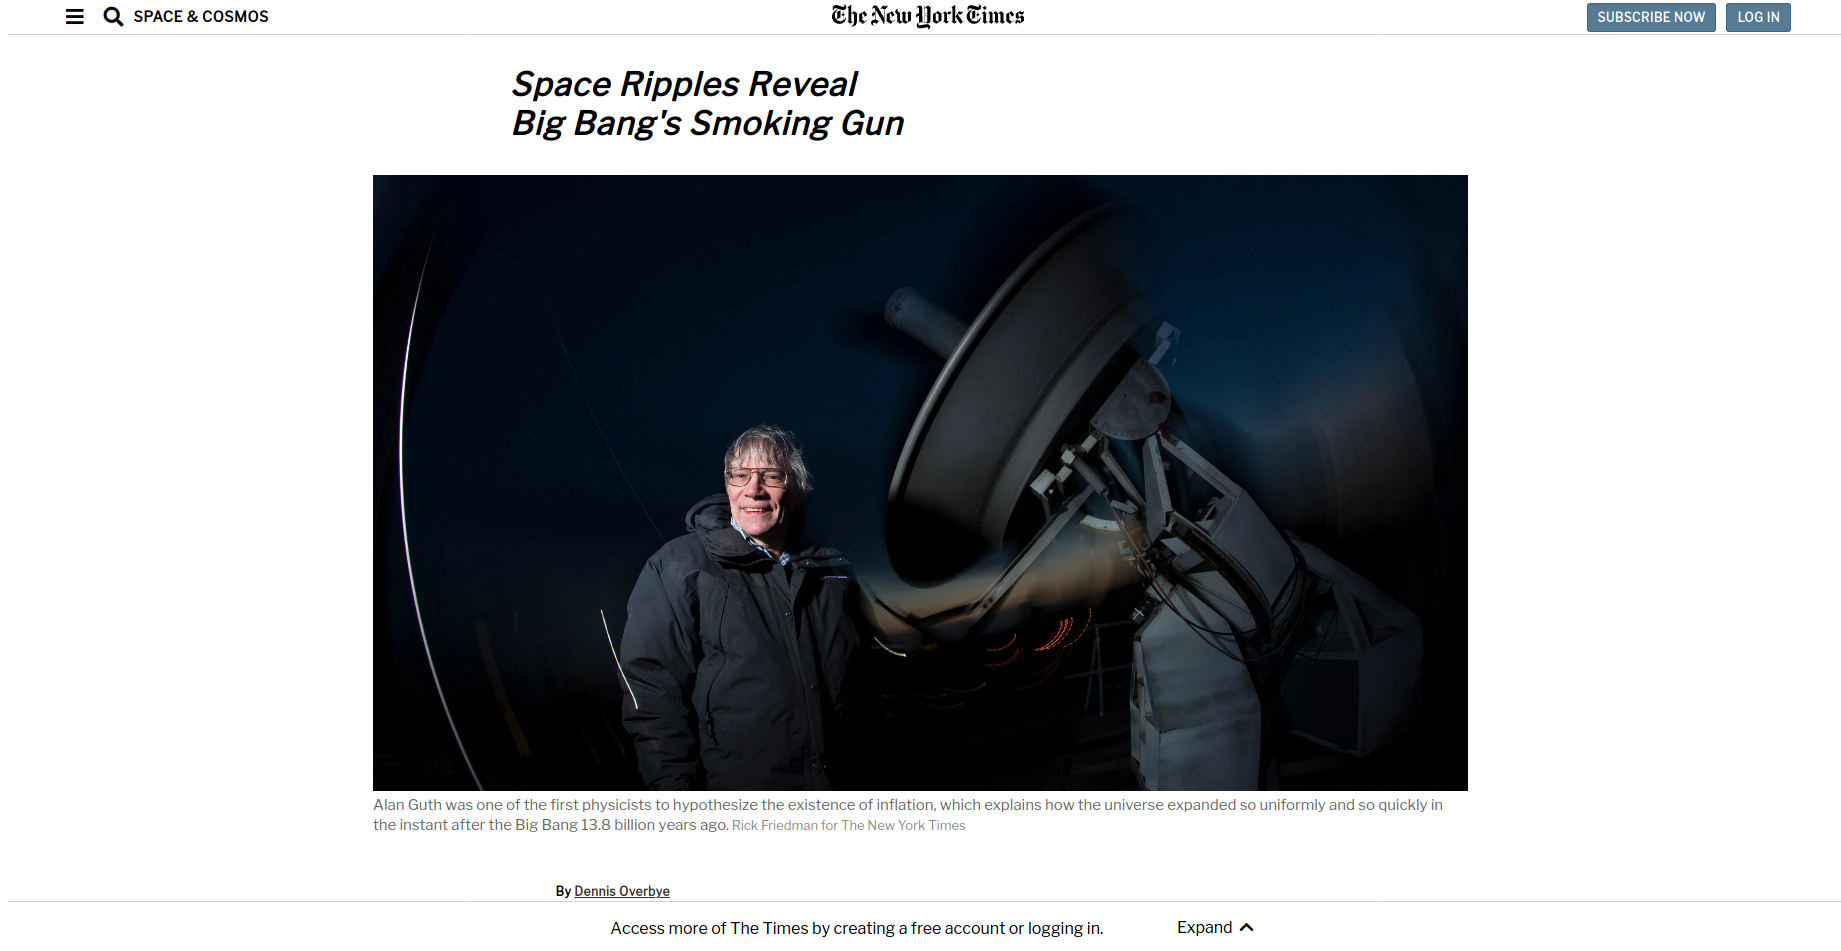 SPACE & COSMOS
The New York Times
SUBSCRIBE NOW
LOG IN
Space Ripples Reveal
Big Bang's Smoking Gun
Alan Guth was one of the first physicists to hypothesize the existence of inflation, which explains how the universe expanded so uniformly and so quickly in
the instant after the Big Bang 13.8 billion years ago. Rick Friedman for The New York Times
By Dennis Overbye
Access more of The Times by creating a free account or logging in.
Expand